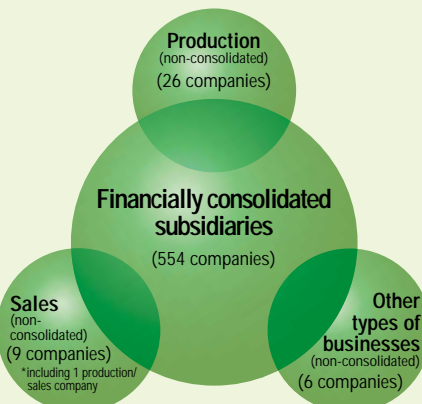 Production
(non-consolidated)
(26 companies)
Financially consolidated
subsidiaries
(554 companies)
Sales
(non-
consolidated)
(9 companies)
*including 1 production/
sales company
Other
types of
businesses
(non-consolidated)
(6 companies)